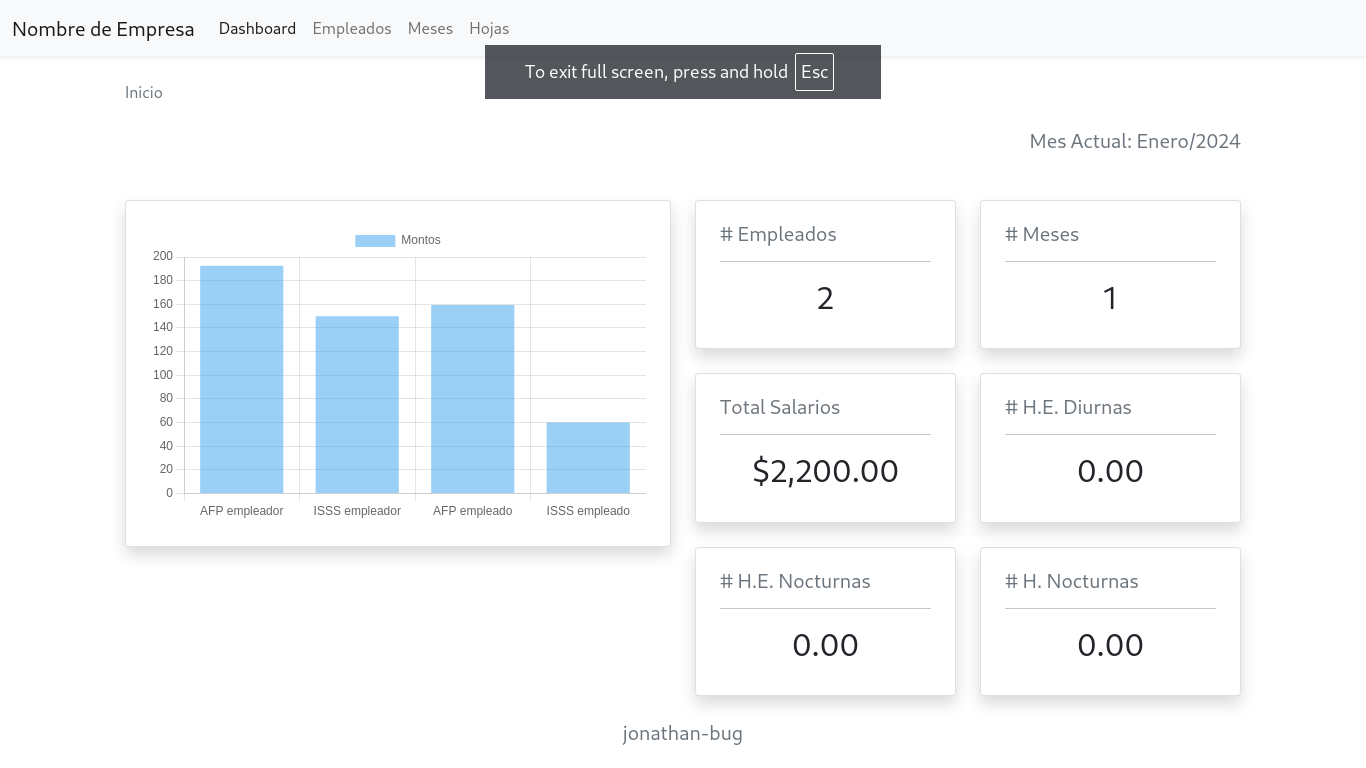 Nombre de Empresa Dashboard Empleados Meses Hojas
To exit full screen, press and hold Esc
Inicio
Mes Actual: Enero/2024
Montos
200
180
160
140
120
100
80
60
40
20
0
AFP empleador ISSS empleador AFP empleado ISSS empleado
# Empleados
2
# Meses
1
Total Salarios
$2,200.00
# H.E. Diurnas
0.00
# H.E. Nocturnas
0.00
# H. Nocturnas
0.00
jonathan-bug